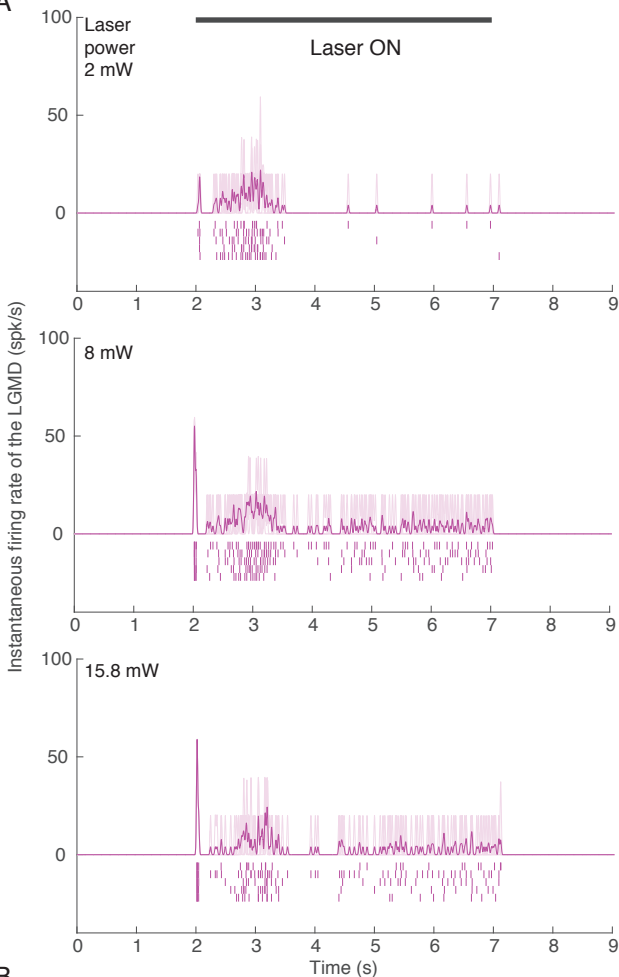 A
100
Laser
power
2 mW
Laser ON
50
0
0 1 2 3 4 5 6 7 8 9
Instantaneous firing rate of the LGMD (spk/s)
100
8 mW
50
0
0 1 2 3 4 5 6 7 8 9
100
15.8 mW
50
0
0 1 2 3 4 5 6 7 8 9
Time (s)
B